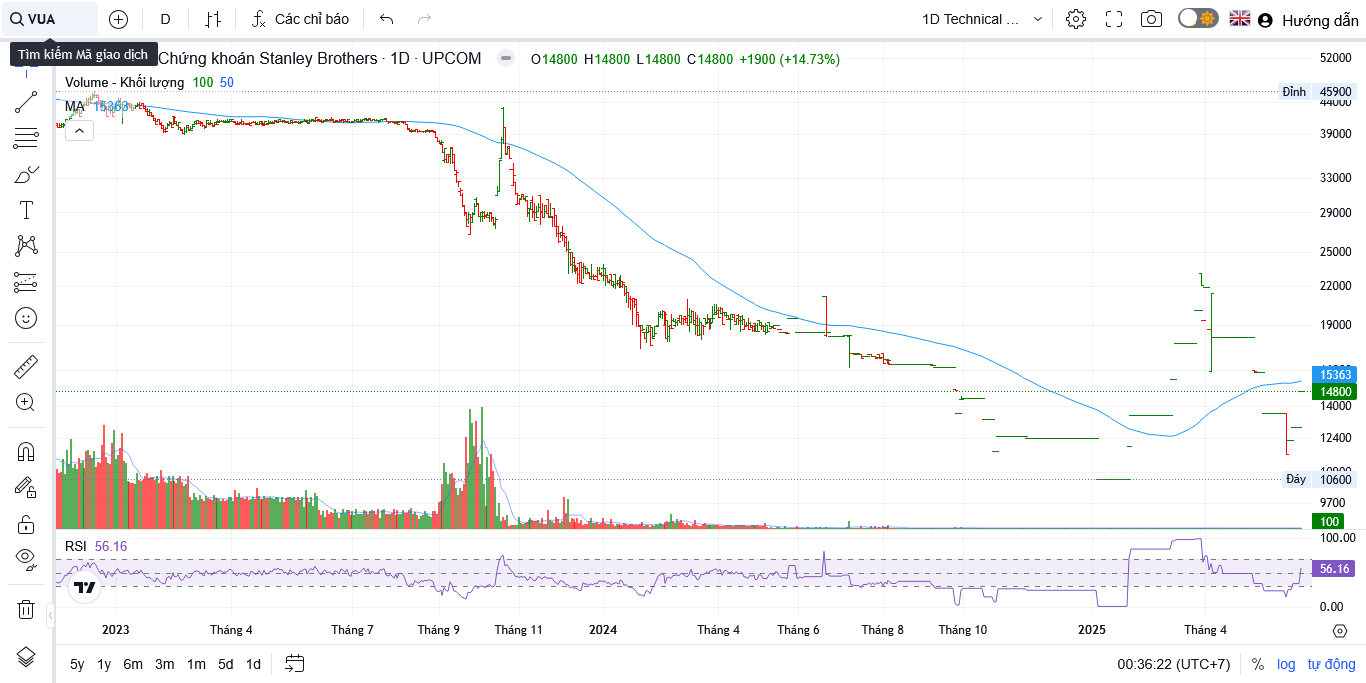 VUA
D
Các chỉ báo
1D Technical ...
Hướng dẫn
Tìm kiếm Mã giao dịch
Chứng khoán Stanley Brothers · 1D · UPCOM
O14800 H14800 L14800 C14800 +1900 (+14.73%)
Volume - Khối lượng 100 50
MA 15363
52000
Đỉnh 45900
44000
39000
33000
29000
25000
22000
19000
15363
14800
14000
12400
Đáy 10600
9700
100
RSI 56.16
100.00
56.16
0.00
2023 Tháng 4 Tháng 7 Tháng 9 Tháng 11 2024 Tháng 4 Tháng 6 Tháng 8 Tháng 10 2025 Tháng 4
5y 1y 6m 3m 1m 5d 1d
00:36:22 (UTC+7) % log tự động